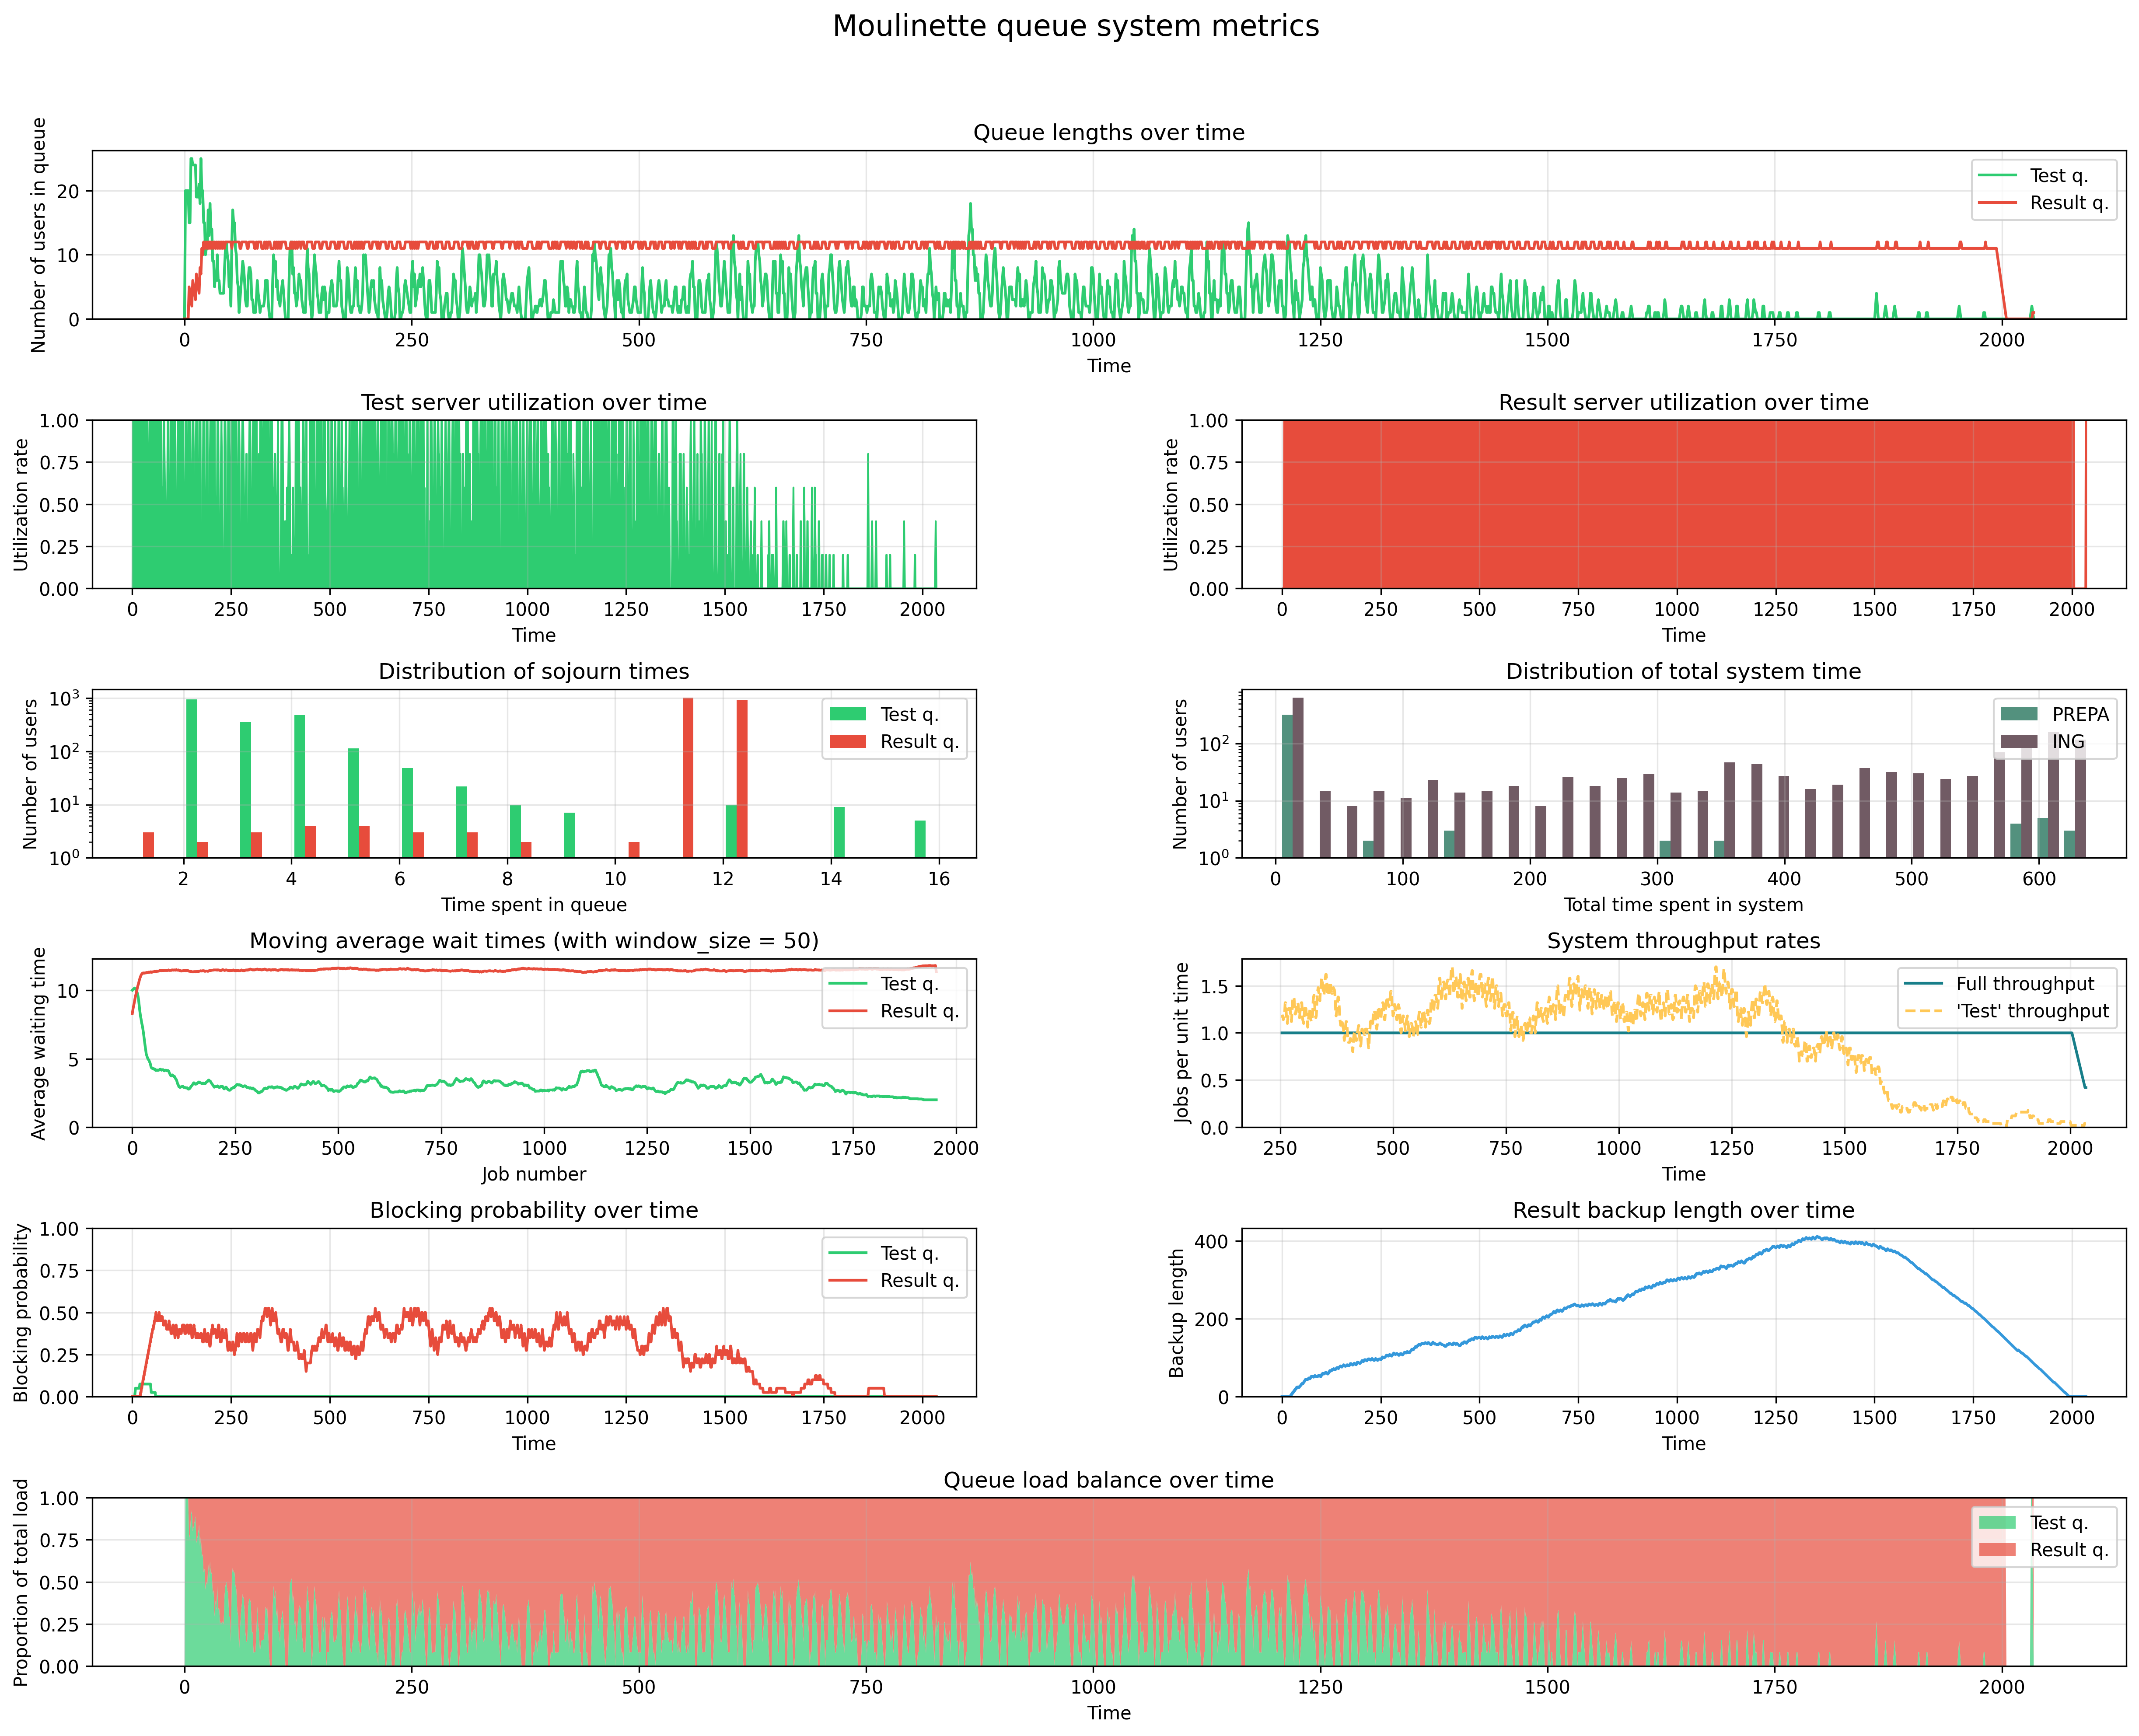 Moulinette queue system metrics
Queue lengths over time
Number of users in queue
20
10
0
Test q.
Result q.
0 250 500 750 1000 1250 1500 1750 2000
Time
Test server utilization over time
Utilization rate
1.00
0.75
0.50
0.25
0.00
0 250 500 750 1000 1250 1500 1750 2000
Time
Result server utilization over time
Utilization rate
1.00
0.75
0.50
0.25
0.00
0 250 500 750 1000 1250 1500 1750 2000
Time
Distribution of sojourn times
Number of users
10³
10²
10¹
10⁰
Test q.
Result q.
2 4 6 8 10 12 14 16
Time spent in queue
Distribution of total system time
Number of users
10²
10¹
10⁰
PREPA
ING
0 100 200 300 400 500 600
Total time spent in system
Moving average wait times (with window_size = 50)
Average waiting time
10
5
0
Test q.
Result q.
0 250 500 750 1000 1250 1500 1750 2000
Job number
System throughput rates
Jobs per unit time
1.5
1.0
0.5
0.0
Full throughput
'Test' throughput
250 500 750 1000 1250 1500 1750 2000
Time
Blocking probability over time
Blocking probability
1.00
0.75
0.50
0.25
0.00
Test q.
Result q.
0 250 500 750 1000 1250 1500 1750 2000
Time
Result backup length over time
Backup length
400
200
0
0 250 500 750 1000 1250 1500 1750 2000
Time
Queue load balance over time
Proportion of total load
1.00
0.75
0.50
0.25
0.00
Test q.
Result q.
0 250 500 750 1000 1250 1500 1750 2000
Time